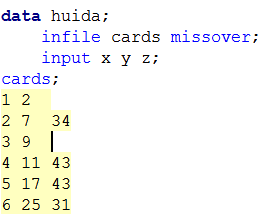 data huida;
infile cards missover;
input x y z;
cards;
1 2
2 7 34
3 9
4 11 43
5 17 43
6 25 31